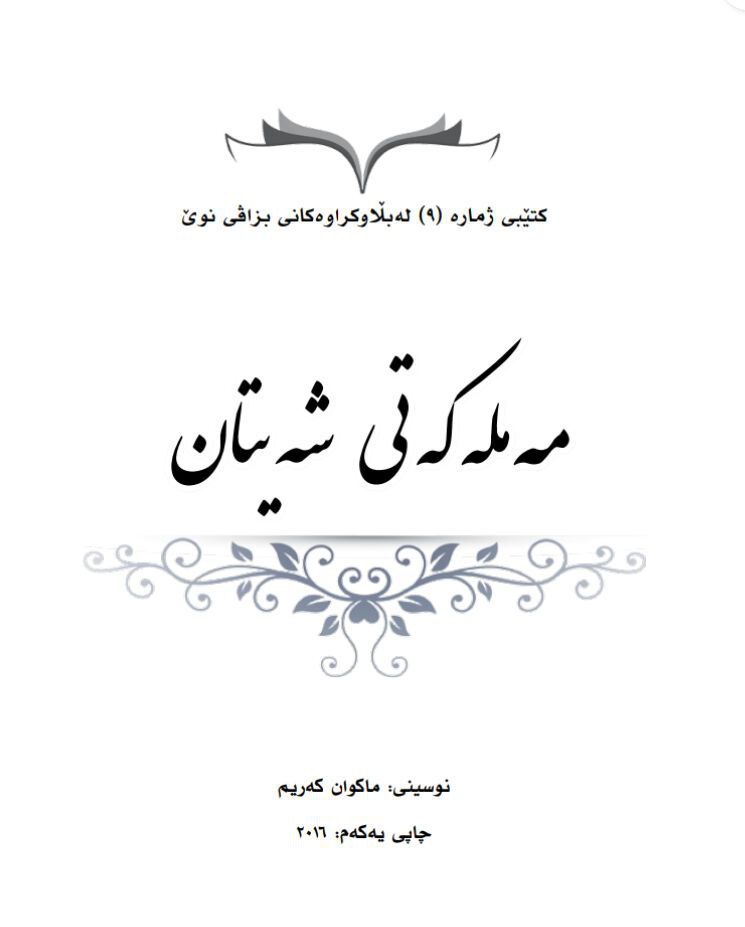 کتێبی ژمارە (٩) لەبڵاوکراوەکانی بزاڤی نوێ
مەملەکەتی شەیتان
نوسینی: ماکوان کەریم
چاپی یەکەم: ٢٠١٦